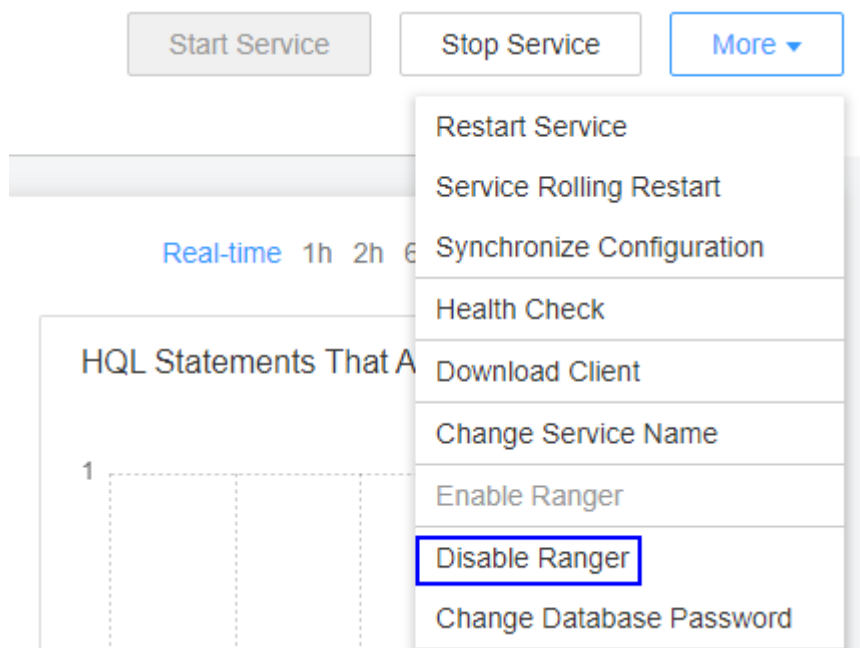 Start Service Stop Service More
Restart Service
Service Rolling Restart
Real-time 1h 2h 6
Synchronize Configuration
Health Check
HQL Statements That A
Download Client
Change Service Name
1
Enable Ranger
Disable Ranger
Change Database Password